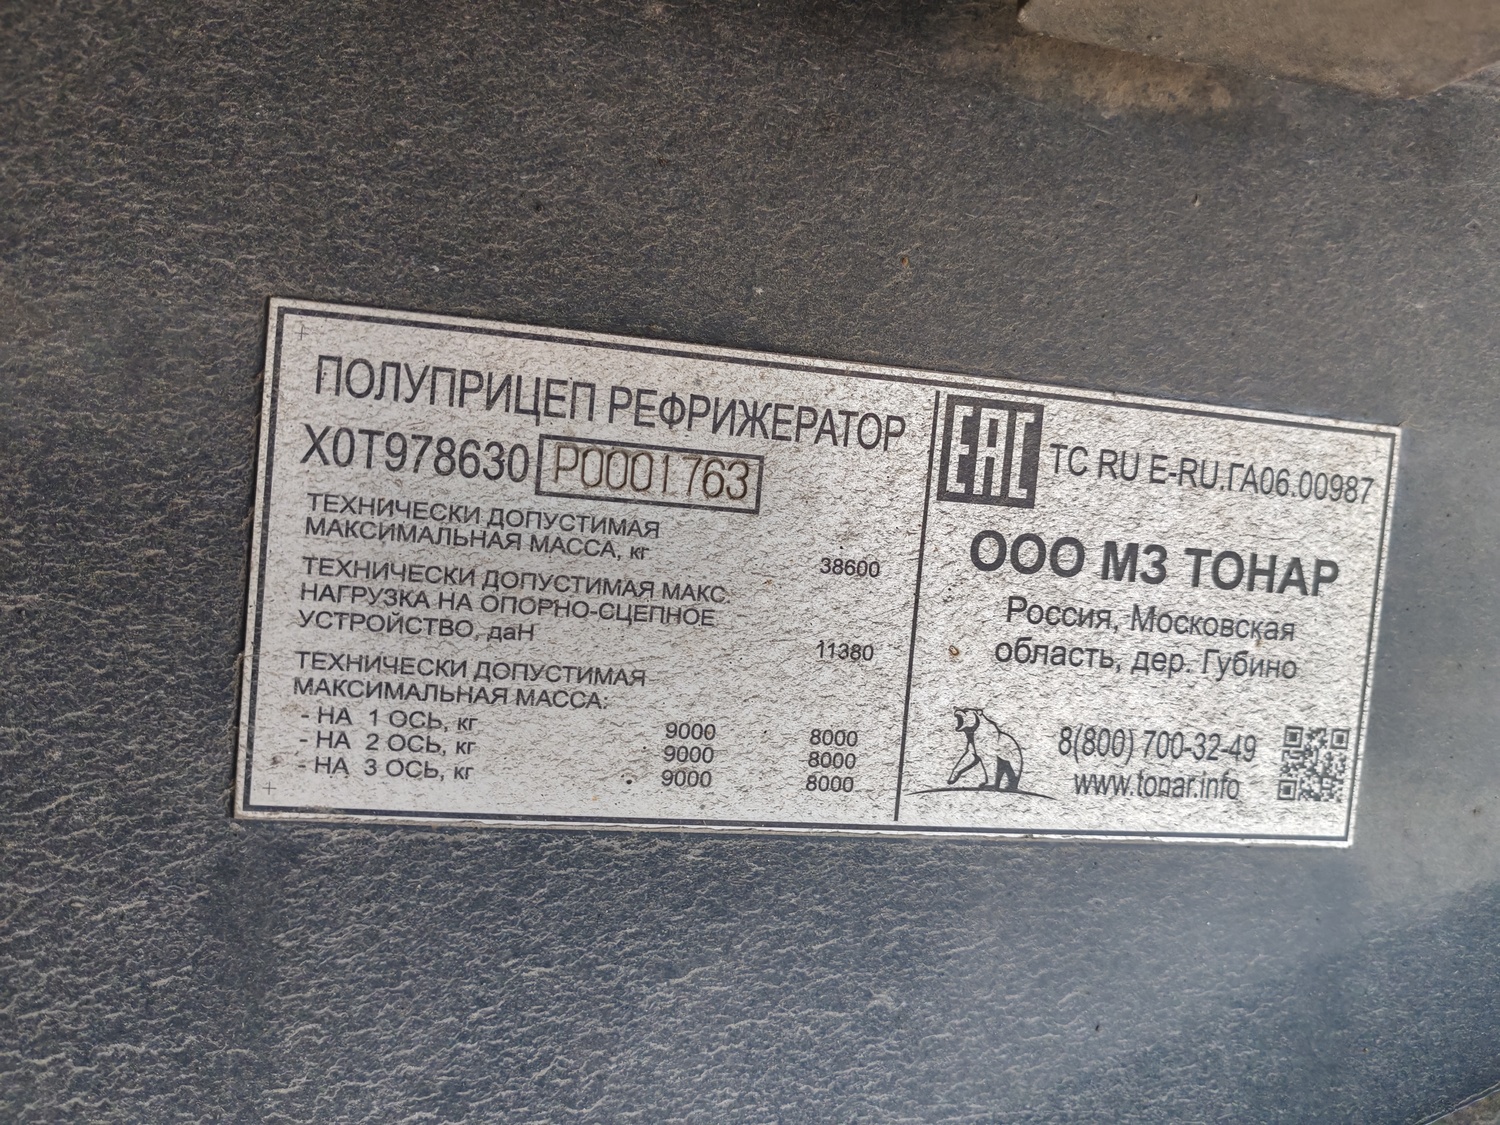 ПОЛУПРИЦЕП РЕФРИЖЕРАТОР
X0T978630 P0001763
ТЕХНИЧЕСКИ ДОПУСТИМАЯ
МАКСИМАЛЬНАЯ МАССА, кг 38600
ТЕХНИЧЕСКИ ДОПУСТИМАЯ МАКС.
НАГРУЗКА НА ОПОРНО-СЦЕПНОЕ
УСТРОЙСТВО, даН 11380
ТЕХНИЧЕСКИ ДОПУСТИМАЯ
МАКСИМАЛЬНАЯ МАССА:
- НА 1 ОСЬ, кг 9000 8000
- НА 2 ОСЬ, кг 9000 8000
- НА 3 ОСЬ, кг 9000 8000
EAC ТС RU E-RU.ГА06.00987
ООО МЗ ТОНАР
Россия, Московская
область, дер. Губино
8(800) 700-32-49
www.tonar.info